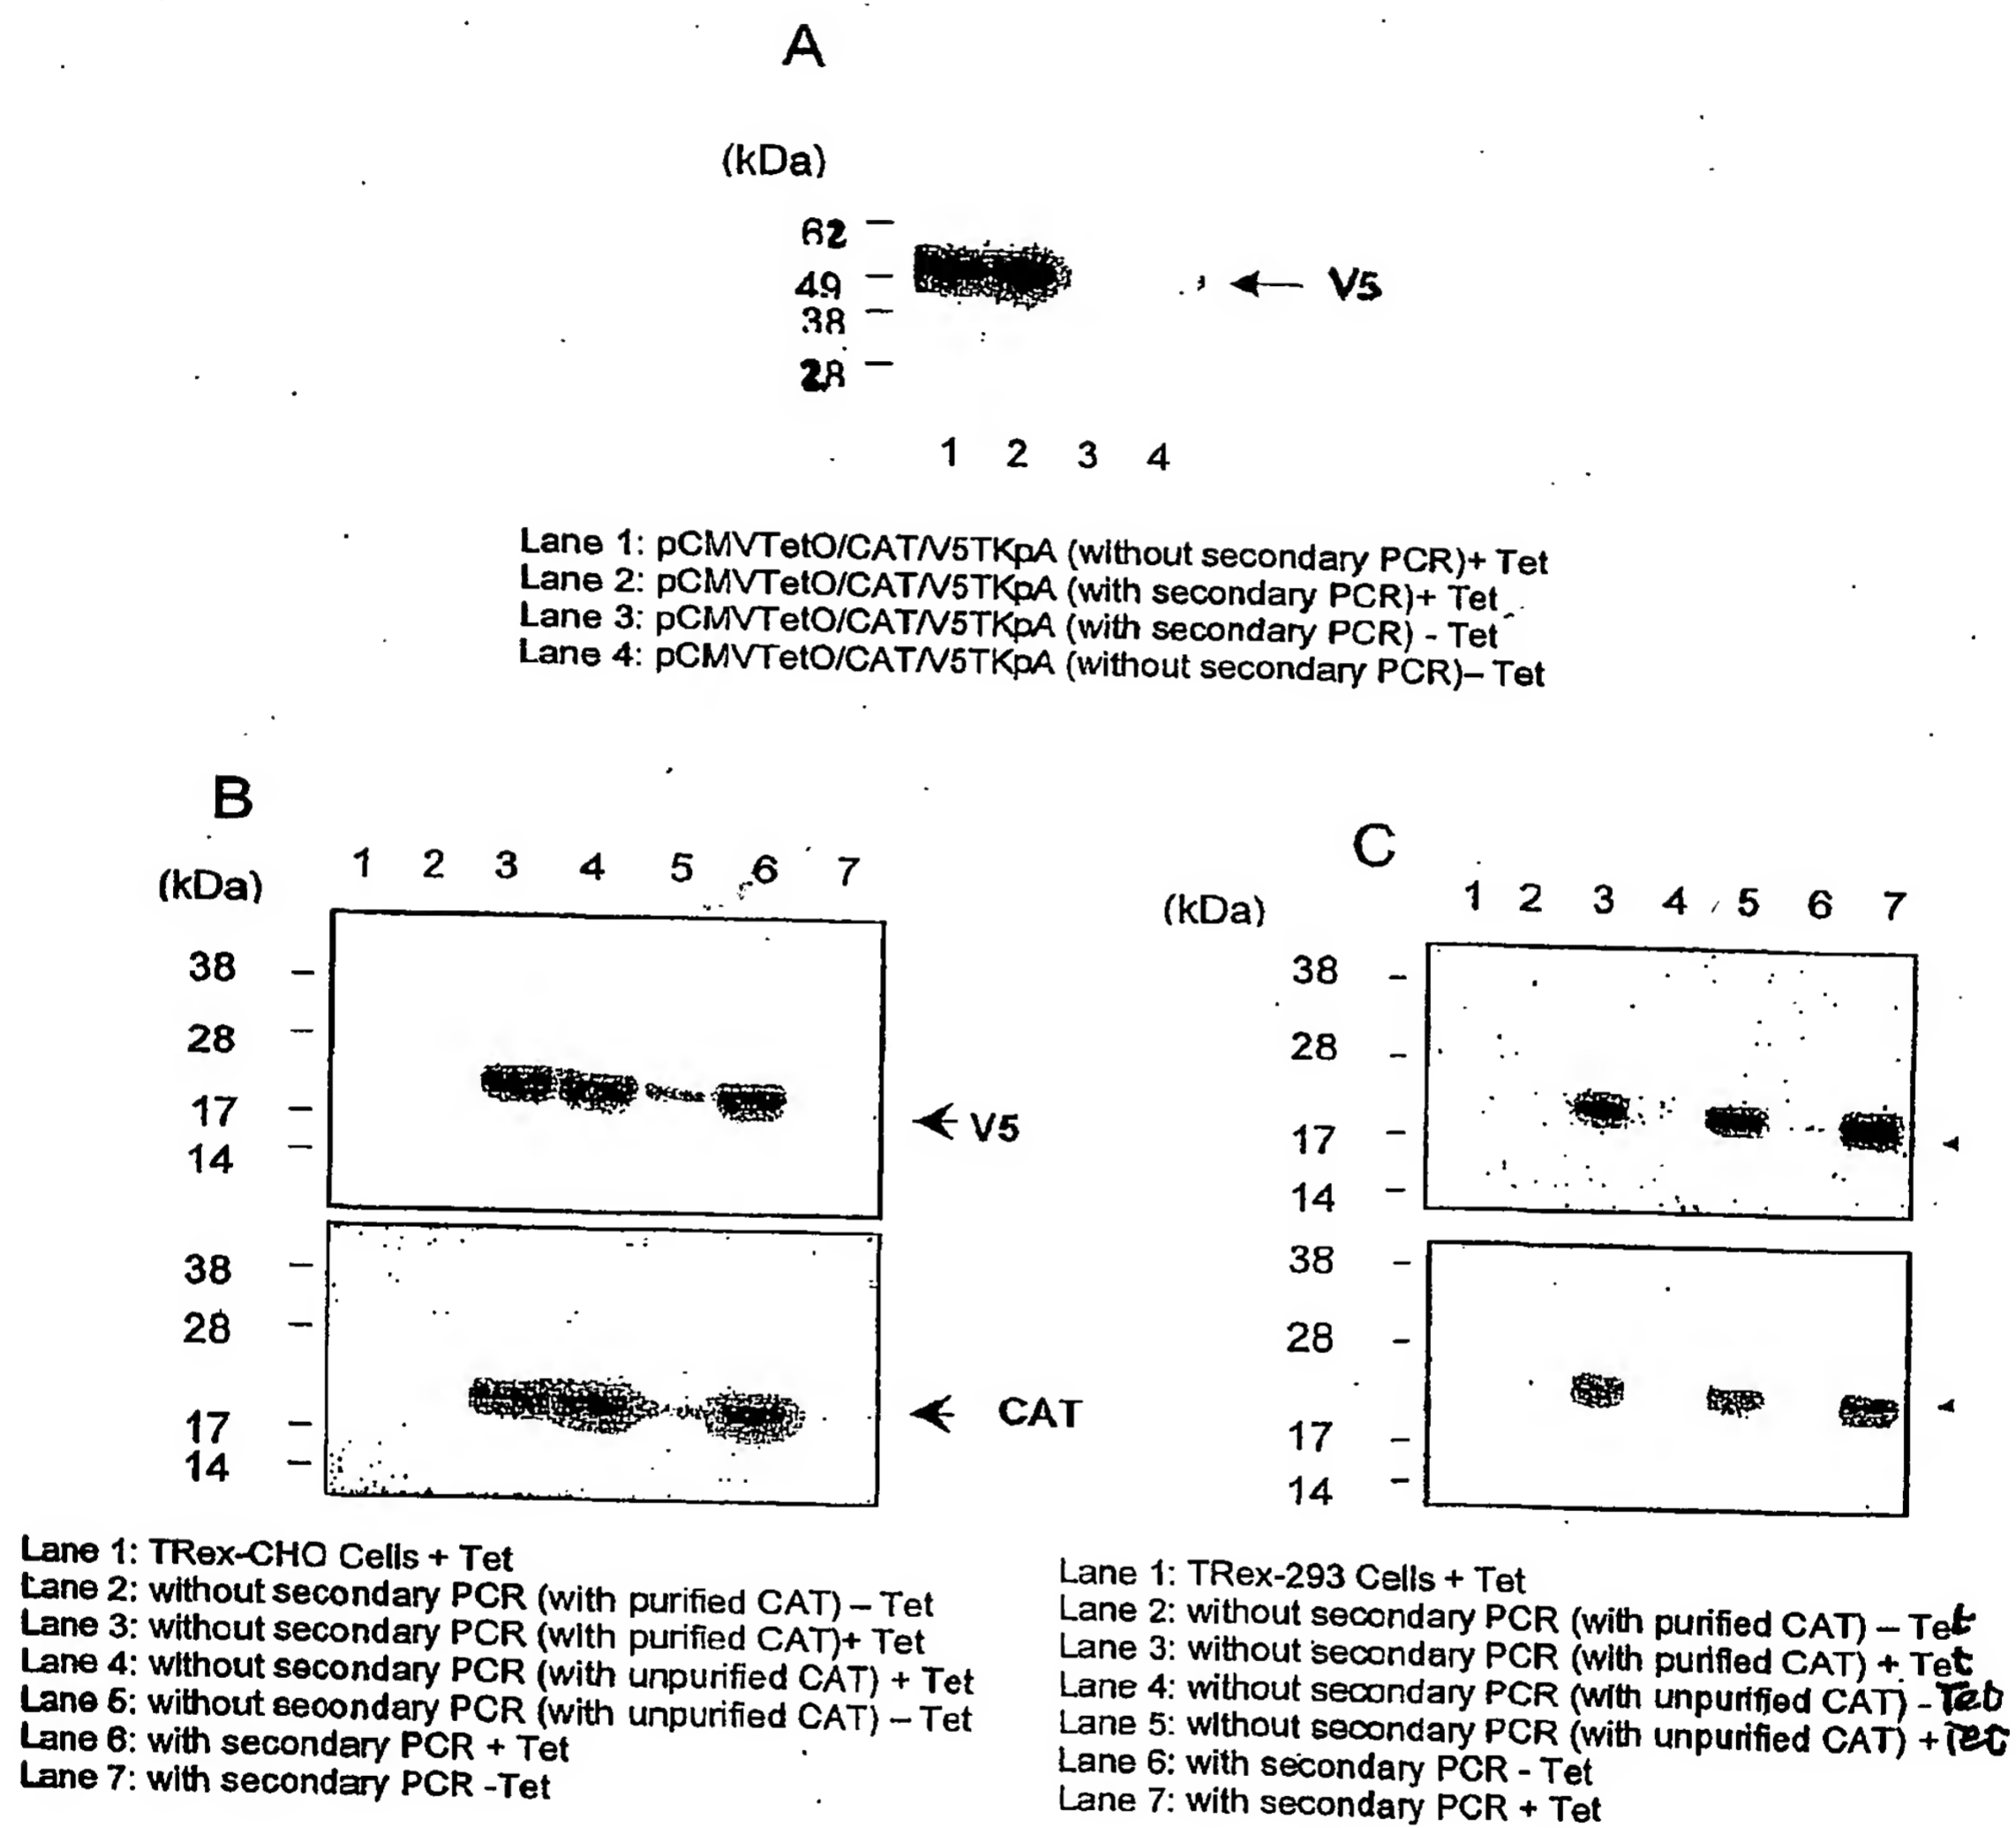 A
(kDa)
62
49
38
28
V5
1 2 3 4
Lane 1: pCMVTetO/CAT/V5TKpA (without secondary PCR)+ Tet
Lane 2: pCMVTetO/CAT/V5TKpA (with secondary PCR)+ Tet
Lane 3: pCMVTetO/CAT/V5TKpA (with secondary PCR) - Tet
Lane 4: pCMVTetO/CAT/V5TKpA (without secondary PCR)– Tet
B
1 2 3 4 5 6 7
(kDa)
38
28
17
14
V5
38
28
17
14
CAT
Lane 1: TRex-CHO Cells + Tet
Lane 2: without secondary PCR (with purified CAT) – Tet
Lane 3: without secondary PCR (with purified CAT)+ Tet
Lane 4: without secondary PCR (with unpurified CAT) + Tet
Lane 5: without secondary PCR (with unpurified CAT) – Tet
Lane 6: with secondary PCR + Tet
Lane 7: with secondary PCR -Tet
C
1 2 3 4 5 6 7
(kDa)
38
28
17
14
38
28
17
14
Lane 1: TRex-293 Cells + Tet
Lane 2: without secondary PCR (with purified CAT) – Tet
Lane 3: without secondary PCR (with purified CAT) + Tet
Lane 4: without secondary PCR (with unpurified CAT) - Tet
Lane 5: without secondary PCR (with unpurified CAT) + Tet
Lane 6: with secondary PCR - Tet
Lane 7: with secondary PCR + Tet